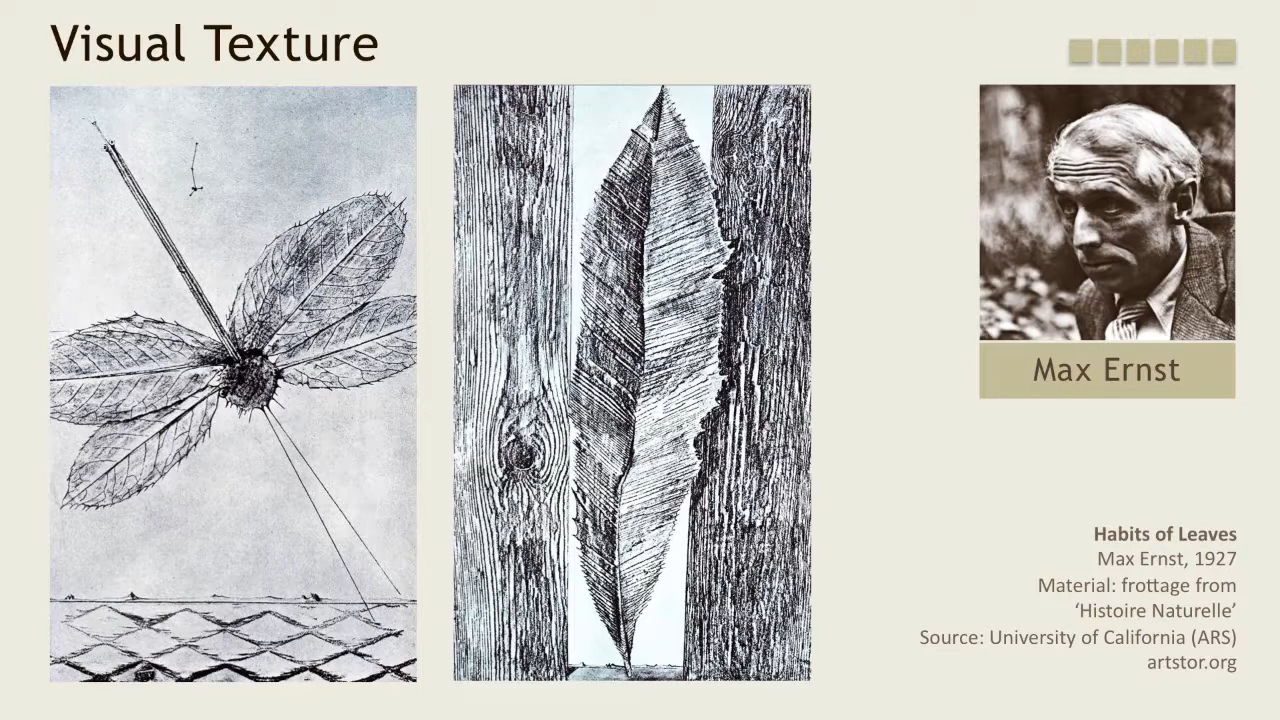 Visual Texture
Max Ernst
Habits of Leaves
Max Ernst, 1927
Material: frottage from
‘Histoire Naturelle’
Source: University of California (ARS)
artstor.org